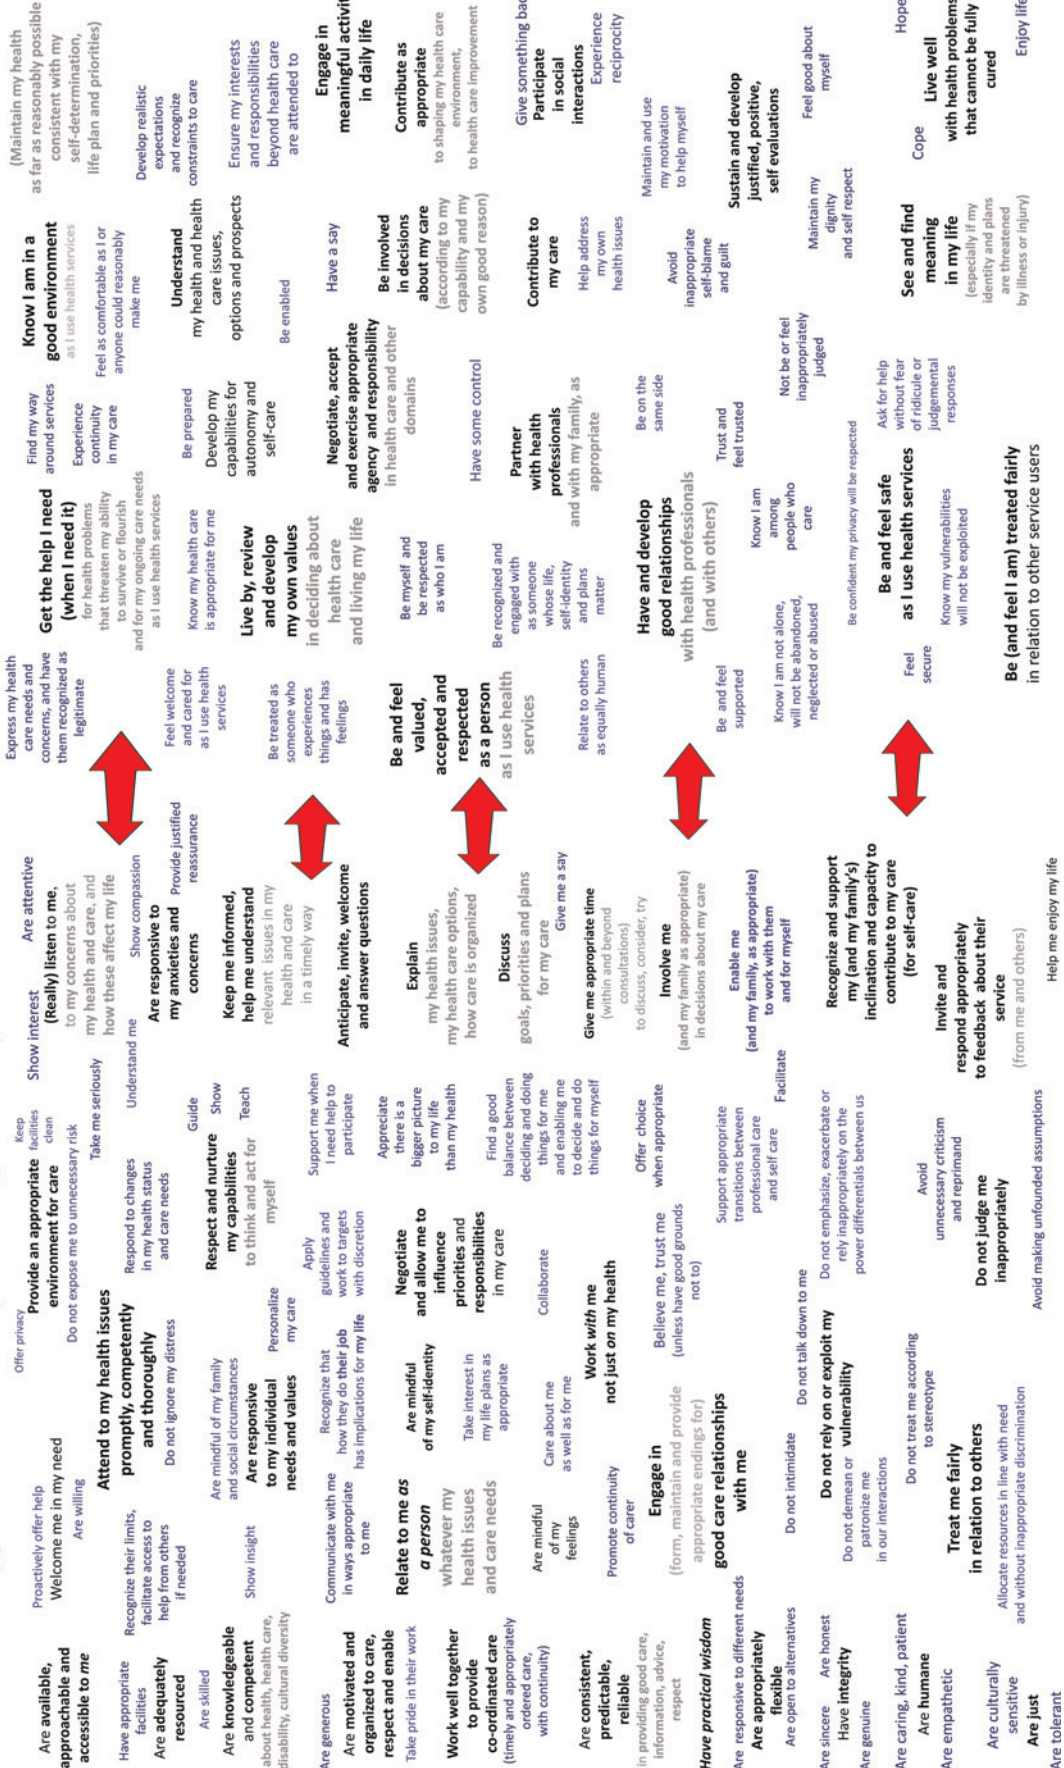 Are available,
approachable and
accessible to me
Have appropriate
facilities
Are adequately
resourced
Are skilled
Are knowledgeable
and competent
about health, health care,
disability, cultural diversity
Are generous
Are motivated and
organized to care,
respect and enable
Take pride in their work
Work well together
to provide
co-ordinated care
(timely and appropriately
ordered care,
with continuity)
Are consistent,
predictable,
reliable
in providing good care,
information, advice,
respect
Have practical wisdom
Are responsive to different needs
Are appropriately
flexible
Are open to alternatives
Are sincere Are honest
Have integrity
Are genuine
Are caring, kind, patient
Are humane
Are empathetic
Are culturally
sensitive
Are just
Are tolerant
Proactively offer help
Welcome me in my need
Are willing
Attend to my health issues
promptly, competently
and thoroughly
Recognize their limits,
facilitate access to
help from others
if needed
Do not ignore my distress
Are mindful of my family
and social circumstances
Show insight
Are responsive
to my individual
needs and values
Personalize
my care
Communicate with me
in ways appropriate
to me
Recognize that
how they do their job
has implications for my life
Relate to me as
a person
whatever my
health issues
and care needs
Are mindful
of my self-identity
Take interest in
my life plans as
appropriate
Are mindful
of my
feelings
Care about me
as well as for me
Work with me
not just on my health
Promote continuity
of carer
Engage in
(form, maintain and provide
appropriate endings for)
good care relationships
with me
Do not intimidate
Do not talk down to me
Do not rely on or exploit my
vulnerability
Do not demean or
patronize me
in our interactions
Do not treat me according
to stereotype
Treat me fairly
in relation to others
Allocate resources in line with need
and without inappropriate discrimination
Offer privacy
Keep
facilities
clean
Provide an appropriate
environment for care
Do not expose me to unnecessary risk
Take me seriously
Respond to changes
in my health status
and care needs
Understand me
Guide
Show
Teach
Respect and nurture
my capabilities
to think and act for
myself
Apply
guidelines and
work to targets
with discretion
Support me when
I need help to
participate
Appreciate
there is a
bigger picture
to my life
than my health
Negotiate
and allow me to
influence
priorities and
responsibilities
in my care
Find a good
balance between
deciding and doing
things for me
and enabling me
to decide and do
things for myself
Collaborate
Offer choice
when appropriate
Believe me, trust me
(unless have good grounds
not to)
Support appropriate
transitions between
professional care
and self care
Facilitate
Do not emphasize, exacerbate or
rely inappropriately on the
power differentials between us
Avoid
unnecessary criticism
and reprimand
Do not judge me
inappropriately
Avoid making unfounded assumptions
Show interest
Are attentive
(Really) listen to me,
to my concerns about
my health and care, and
how these affect my life
Show compassion
Are responsive to
my anxieties and
concerns
Provide justified
reassurance
Keep me informed,
help me understand
relevant issues in my
health and care
in a timely way
Anticipate, invite, welcome
and answer questions
Explain
my health issues,
my health care options,
how care is organized
Discuss
goals, priorities and plans
for my care
Give me a say
Give me appropriate time
(within and beyond
consultations)
to discuss, consider, try
Involve me
(and my family as appropriate)
in decisions about my care
Enable me
(and my family, as appropriate)
to work with them
and for myself
Recognize and support
my (and my family's)
inclination and capacity to
contribute to my care
(for self-care)
Invite and
respond appropriately
to feedback about their
service
(from me and others)
Help me enjoy my life
Express my health
care needs and
concerns, and have
them recognized as
legitimate
Feel welcome
and cared for
as I use health
services
Be treated as
someone who
experiences
things and has
feelings
Be and feel
valued,
accepted and
respected
as a person
as I use health
services
Relate to others
as equally human
Be and feel
supported
Know I am not alone,
will not be abandoned,
neglected or abused
Feel
secure
Get the help I need
(when I need it)
for health problems
that threaten my ability
to survive or flourish
and for my ongoing care needs
as I use health services
Know my health care
is appropriate for me
Live by, review
and develop
my own values
in deciding about
health care
and living my life
Be myself and
be respected
as who I am
Be recognized and
engaged with
as someone
whose life,
self-identity
and plans
matter
Have and develop
good relationships
with health professionals
(and with others)
Know I am
among
people who
care
Be confident my privacy will be respected
Be and feel safe
as I use health services
Know my vulnerabilities
will not be exploited
Be (and feel I am) treated fairly
in relation to other service users
Find my way
around services
Experience
continuity
in my care
Be prepared
Develop my
capabilities for
autonomy and
self-care
Negotiate, accept
and exercise appropriate
agency and responsibility
in health care and other
domains
Have some control
Partner
with health
professionals
and with my family, as
appropriate
Be on the
same side
Trust and
feel trusted
Not be or feel
inappropriately
judged
Ask for help
without fear
of ridicule or
judgemental
responses
Know I am in a
good environment
as I use health services
Feel as comfortable as I or
anyone could reasonably
make me
Understand
my health and health
care issues,
options and prospects
Be enabled
Have a say
Be involved
in decisions
about my care
(according to my
capability and my
own good reason)
Contribute to
my care
Help address
my own
health issues
Avoid
inappropriate
self-blame
and guilt
Maintain my
dignity
and self respect
See and find
meaning
in my life
(especially if my
identity and plans
are threatened
by illness or injury)
(Maintain my health
as far as reasonably possible
consistent with my
self-determination,
life plan and priorities)
Develop realistic
expectations
and recognize
constraints to care
Ensure my interests
and responsibilities
beyond health care
are attended to
Engage in
meaningful activit
in daily life
Contribute as
appropriate
to shaping my health care
environment,
to health care improvement
Give something bac
Participate
in social
interactions
Experience
reciprocity
Maintain and use
my motivation
to help myself
Sustain and develop
justified, positive,
self evaluations
Feel good about
myself
Cope
Hope
Live well
with health problems
that cannot be fully
cured
Enjoy life